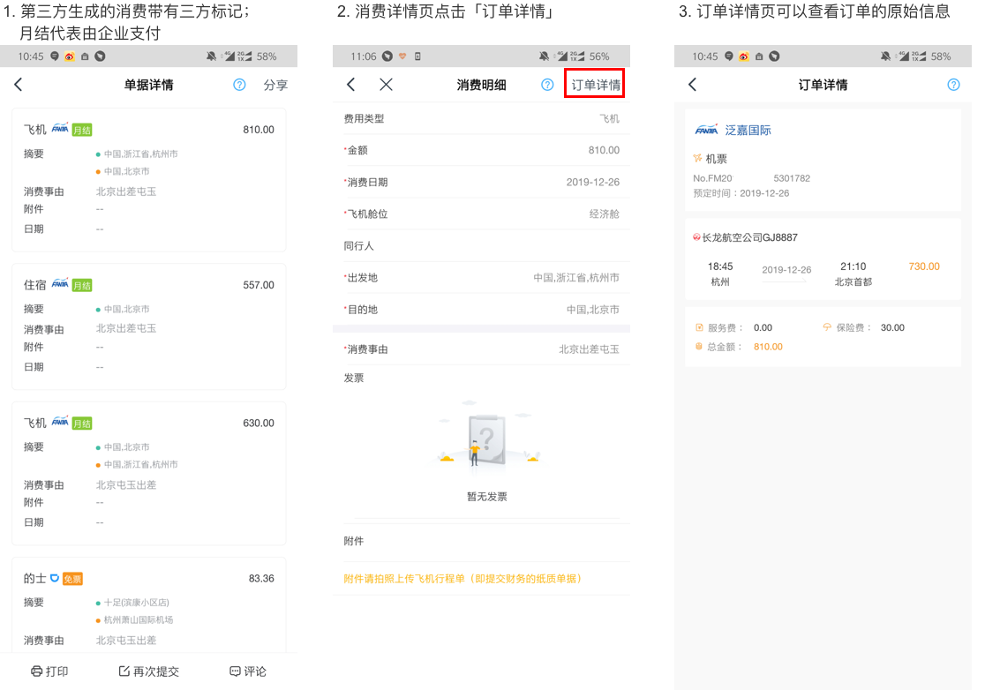 1. 第三方生成的消费带有三方标记；
月结代表由企业支付
10:45
4G 2G 1X 58%
单据详情
? 分享
飞机 FANJIA 月结 810.00
摘要 中国,浙江省,杭州市
中国,北京市
消费事由 北京出差屯玉
附件 --
日期 --
住宿 FANJIA 月结 557.00
摘要 中国,北京市
消费事由 北京出差屯玉
附件 --
日期 --
飞机 FANJIA 月结 630.00
摘要 中国,北京市
中国,浙江省,杭州市
消费事由 北京屯玉出差
附件 --
日期 --
的士 免票 83.36
摘要 十足(滨康小区店)
杭州萧山国际机场
消费事由 北京屯玉出差
打印 再次提交 评论
2. 消费详情页点击「订单详情」
11:06
4G 2G 1X 56%
消费明细 ? 订单详情
费用类型 飞机
*金额 810.00
*消费日期 2019-12-26
*飞机舱位 经济舱
同行人
*出发地 中国,浙江省,杭州市
*目的地 中国,北京市
*消费事由 北京出差屯玉
发票
?
暂无发票
附件
附件请拍照上传飞机行程单（即提交财务的纸质单据）
3. 订单详情页可以查看订单的原始信息
10:45
4G 2G 1X 58%
订单详情 ?
FANJIA 泛嘉国际
机票
No.FM20 5301782
预定时间：2019-12-26
长龙航空公司GJ8887
18:45 2019-12-26 21:10 730.00
杭州 北京首都
服务费： 0.00 保险费： 30.00
总金额： 810.00